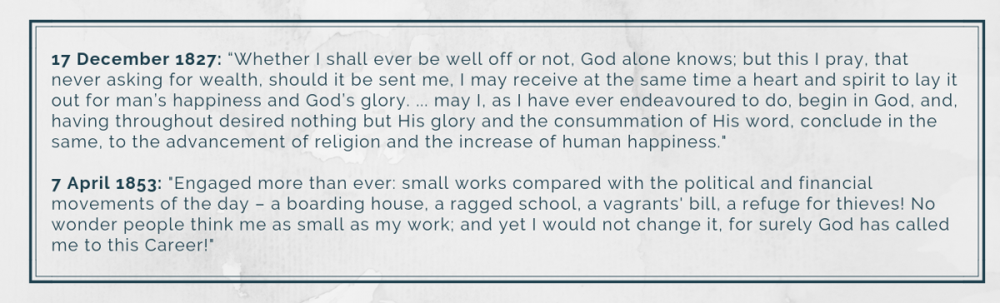 17 December 1827: “Whether I shall ever be well off or not, God alone knows; but this I pray, that
never asking for wealth, should it be sent me, I may receive at the same time a heart and spirit to lay it
out for man's happiness and God's glory. ... may I, as I have ever endeavoured to do, begin in God, and,
having throughout desired nothing but His glory and the consummation of His word, conclude in the
same, to the advancement of religion and the increase of human happiness."
7 April 1853: "Engaged more than ever: small works compared with the political and financial
movements of the day – a boarding house, a ragged school, a vagrants' bill, a refuge for thieves! No
wonder people think me as small as my work; and yet I would not change it, for surely God has called
me to this Career!"